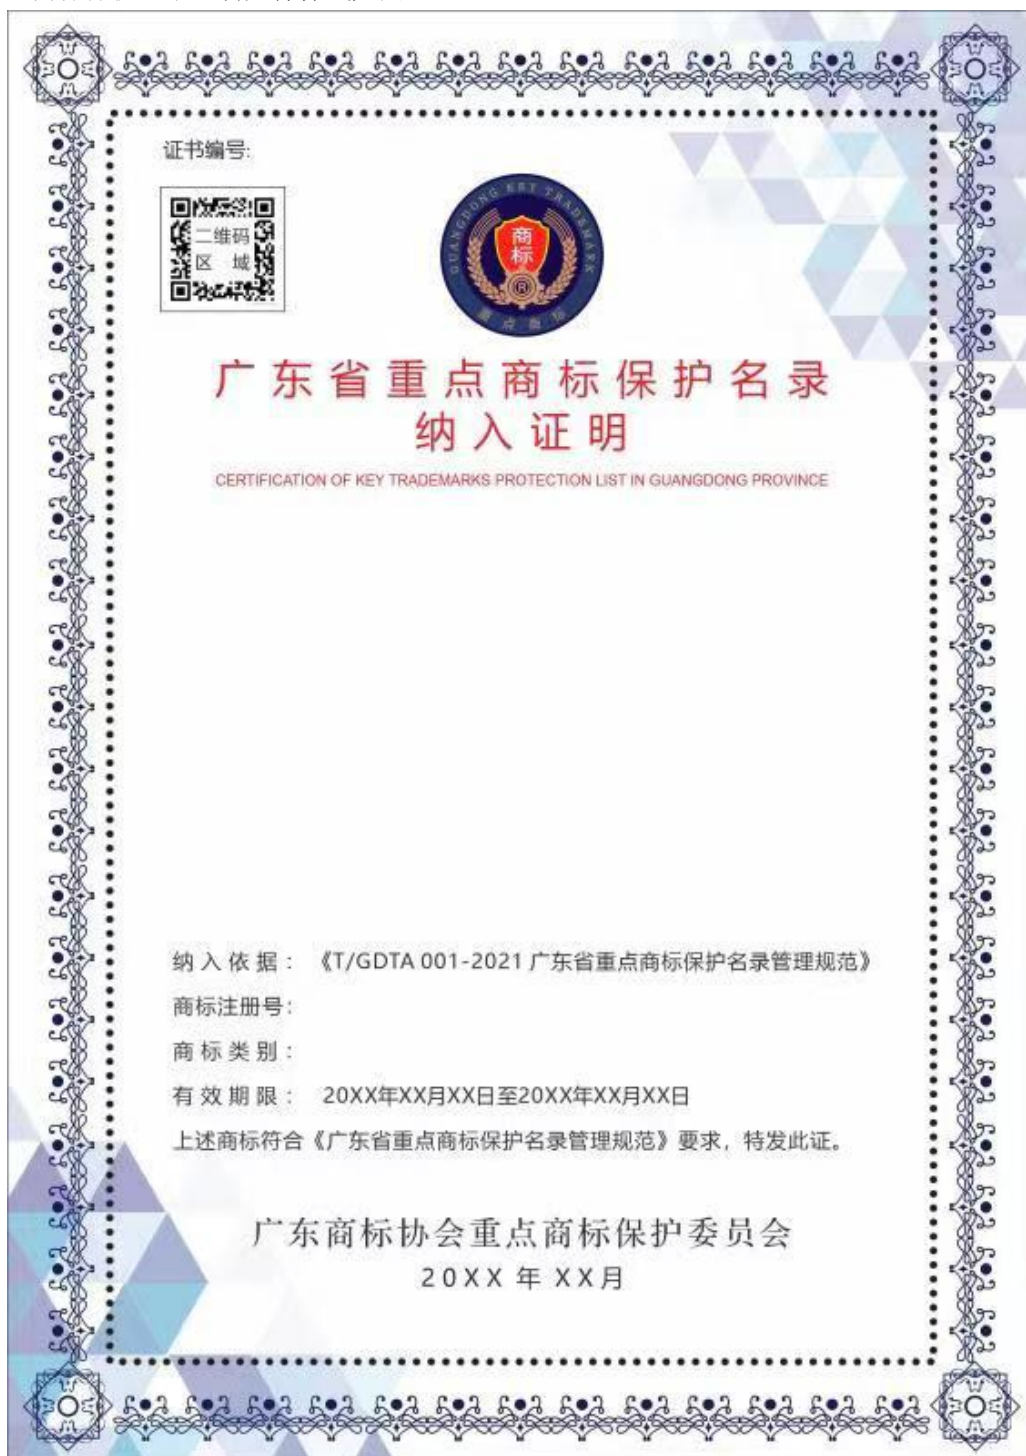 证书编号:
二维码
区 域
GUANGDONG KEY TRADEMARK
商
标
®
重点商标
广东省重点商标保护名录
纳入证明
CERTIFICATION OF KEY TRADEMARKS PROTECTION LIST IN GUANGDONG PROVINCE
纳入依据： 《T/GDTA 001-2021 广东省重点商标保护名录管理规范》
商标注册号：
商标类别：
有效期限： 20XX年XX月XX日至20XX年XX月XX日
上述商标符合《广东省重点商标保护名录管理规范》要求，特发此证。
广东商标协会重点商标保护委员会
20XX 年 XX月